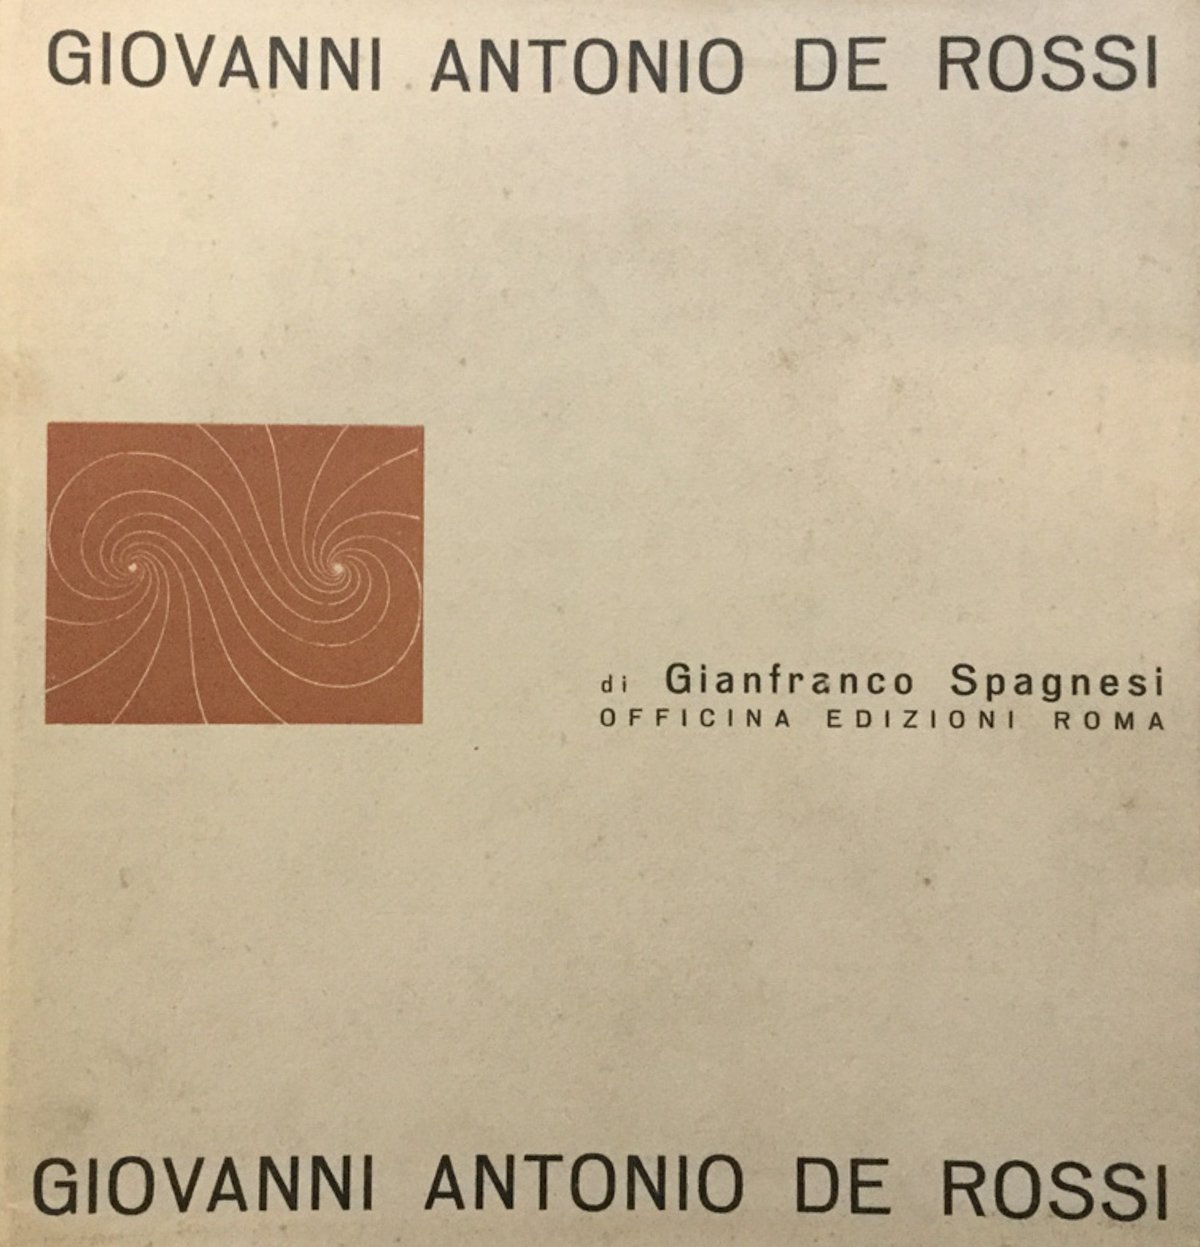 GIOVANNI ANTONIO DE ROSSI
di Gianfranco Spagnesi
OFFICINA EDIZIONI ROMA
GIOVANNI ANTONIO DE ROSSI